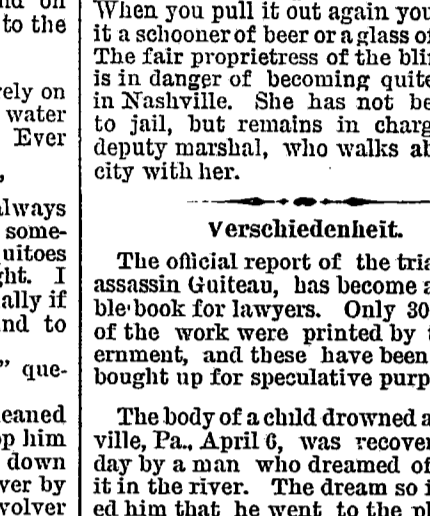 to the
rely on
water
Ever
always
some-
uitoes
ght. I
ally if
nd to
" que-
eaned
op him
down
ver by
volver
When you pull it out again you
it a schooner of beer or a glass of
The fair proprietress of the bli
is in danger of becoming quite
in Nashville. She has not be
to jail, but remains in charg
deputy marshal, who walks ab
city with her.
Verschiedenheit.
The official report of the tria
assassin Guiteau, has become a
ble book for lawyers. Only 30
of the work were printed by t
ernment, and these have been
bought up for speculative purp
The body of a child drowned a
ville, Pa., April 6, was recover
day by a man who dreamed of
it in the river. The dream so i
ed him that he went to the pl